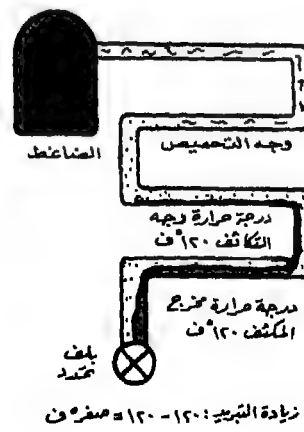 الضاغط
وجه التحميص
درجة حرارة وجه
التكاثف ١٢٠°ف
درجة حرارة مخرج
المكثف ١٢٠°ف
بلف
تمدد
زيادة التبريد: ١٢٠ - ١٢٠ = صفر°ف